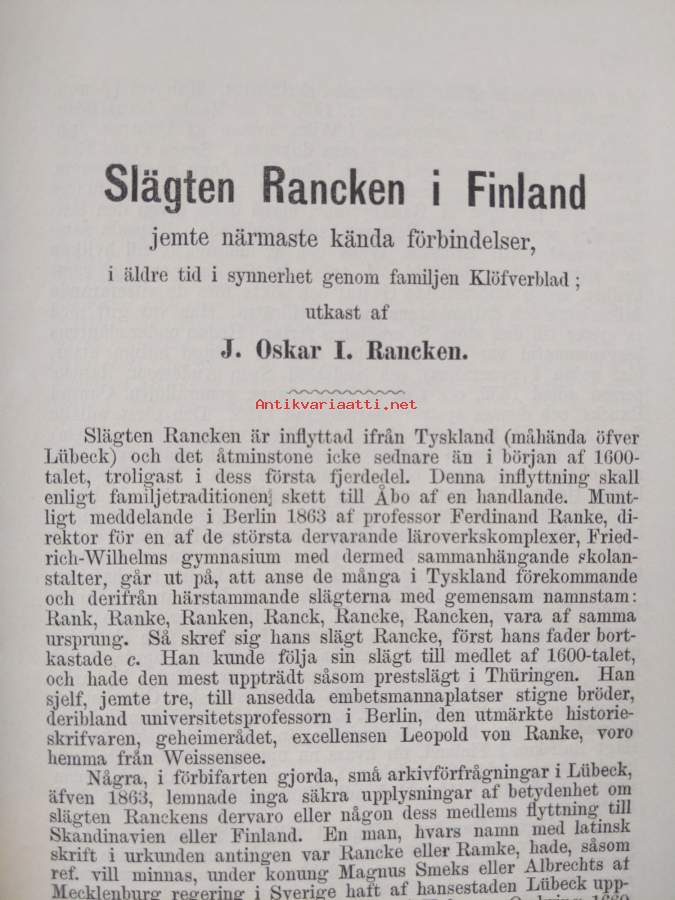 Slägten Rancken i Finland
jemte närmaste kända förbindelser,
i äldre tid i synnerhet genom familjen Klöfverblad ;
utkast af
J. Oskar I. Rancken.
Antikvariaatti.net
Slägten Rancken är inflyttad ifrån Tyskland (måhända öfver
Lübeck) och det åtminstone icke sednare än i början af 1600-
talet, troligast i dess första fjerdedel. Denna inflyttning skall
enligt familjetraditionen skett till Åbo af en handlande. Munt-
ligt meddelande i Berlin 1863 af professor Ferdinand Ranke, di-
rektor för en af de största dervarande läroverkskomplexer, Fried-
rich-Wilhelms gymnasium med dermed sammanhängande skolan-
stalter, går ut på, att anse de många i Tyskland förekommande
och derifrån härstammande slägterna med gemensam namnstam:
Rank, Ranke, Ranken, Ranck, Rancke, Rancken, vara af samma
ursprung. Så skref sig hans slägt Rancke, först hans fader bort-
kastade c. Han kunde följa sin slägt till medlet af 1600-talet,
och hade den mest uppträdt såsom prestslägt i Thüringen. Han
sjelf, jemte tre, till ansedda embetsmannaplatser stigne bröder,
deribland universitetsprofessorn i Berlin, den utmärkte historie-
skrifvaren, geheimerådet, excellensen Leopold von Ranke, voro
hemma från Weissensee.
Några, i förbifarten gjorda, små arkivförfrågningar i Lübeck,
äfven 1863, lemnade inga säkra upplysningar af betydenhet om
slägten Ranckens dervaro eller någon dess medlems flyttning till
Skandinavien eller Finland. En man, hvars namn med latinsk
skrift i urkunden antingen var Rancke eller Ramke, hade, såsom
ref. vill minnas, under konung Magnus Smeks eller Albrechts af
Mecklenburg regering i Sverige haft af hansestaden Lübeck upp-